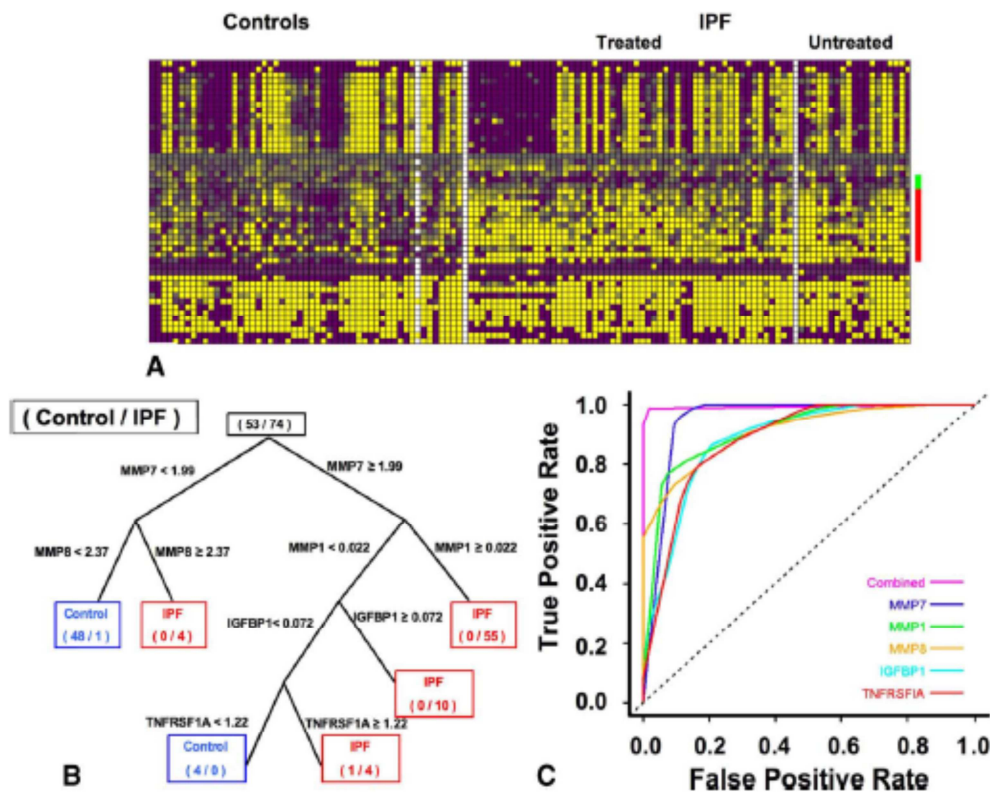 Controls
IPF
Treated
Untreated
A
( Control / IPF )
( 53 / 74 )
MMP7 < 1.99
MMP7 ≥ 1.99
MMP8 < 2.37
MMP8 ≥ 2.37
MMP1 < 0.022
MMP1 ≥ 0.022
Control
( 48 / 1 )
IPF
( 0 / 4 )
IGFBP1< 0.072
IGFBP1 ≥ 0.072
IPF
( 0 / 55 )
IPF
( 0 / 10 )
TNFRSF1A < 1.22
TNFRSF1A ≥ 1.22
Control
( 4 / 0 )
IPF
( 1 / 4 )
B
True Positive Rate
1.0
0.8
0.6
0.4
0.2
0.0
Combined
MMP7
MMP1
MMP8
IGFBP1
TNFRSFIA
0.0 0.2 0.4 0.6 0.8 1.0
False Positive Rate
C